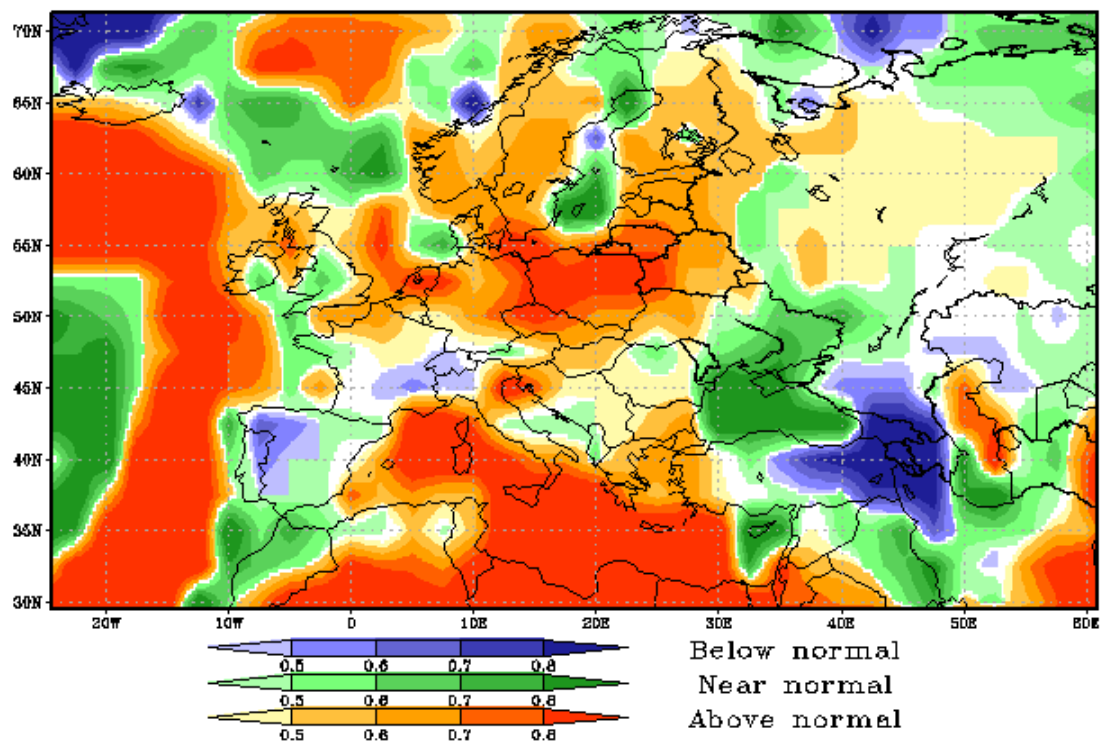 70N
65N
60N
55N
50N
45N
40N
35N
30N
20W 10W 0 10E 20E 30E 40E 50E 60E
0.5 0.6 0.7 0.8 Below normal
0.5 0.6 0.7 0.8 Near normal
0.5 0.6 0.7 0.8 Above normal